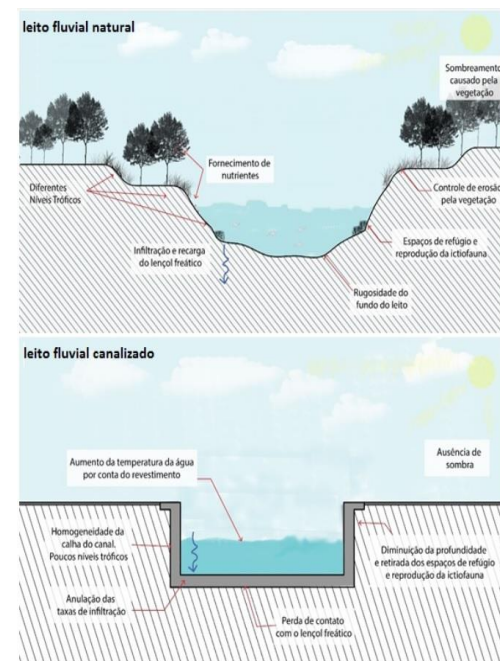 leito fluvial natural
Sombreamento
causado pela
vegetação
Fornecimento de
nutrientes
Diferentes
Níveis Tróficos
Controle de erosão
pela vegetação
Infiltração e recarga
do lençol freático
Espaços de refúgio e
reprodução da ictiofauna
Rugosidade do
fundo do leito
leito fluvial canalizado
Ausência de
sombra
Aumento da temperatura da água
por conta do revestimento
Homogeneidade da
calha do canal.
Poucos níveis tróficos
Diminuição da profundidade
e retirada dos espaços de refúgio
e reprodução da ictiofauna
Anulação das
taxas de infiltração
Perda de contato
com o lençol freático